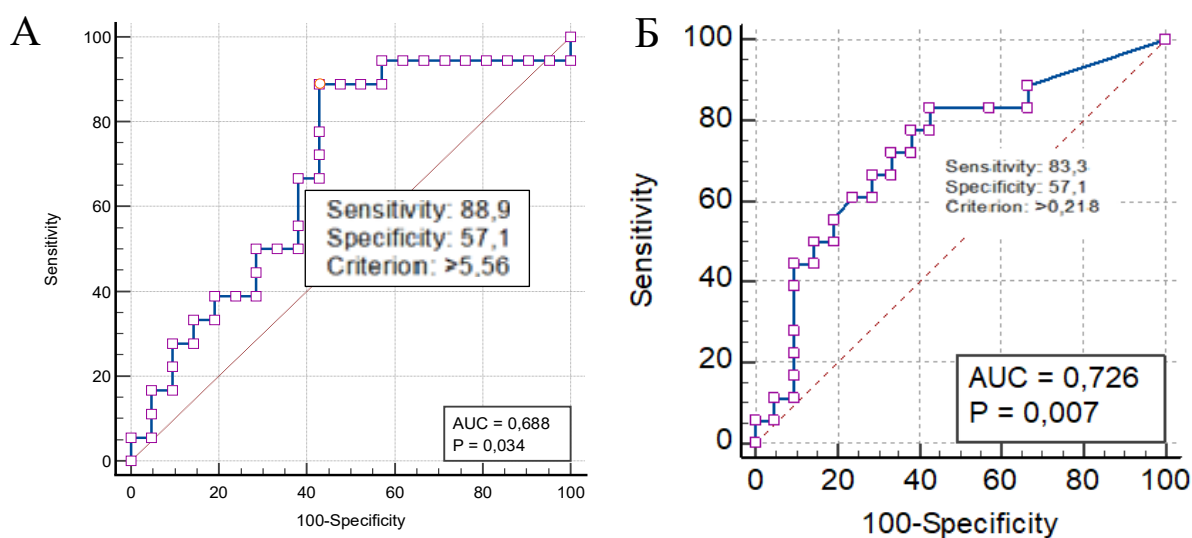 А
100
80
60
40
20
0
Sensitivity
Sensitivity: 88,9
Specificity: 57,1
Criterion: >5,56
AUC = 0,688
P = 0,034
0 20 40 60 80 100
100-Specificity
Б
100
80
60
40
20
0
Sensitivity
Sensitivity: 83,3
Specificity: 57,1
Criterion: >0,218
AUC = 0,726
P = 0,007
0 20 40 60 80 100
100-Specificity